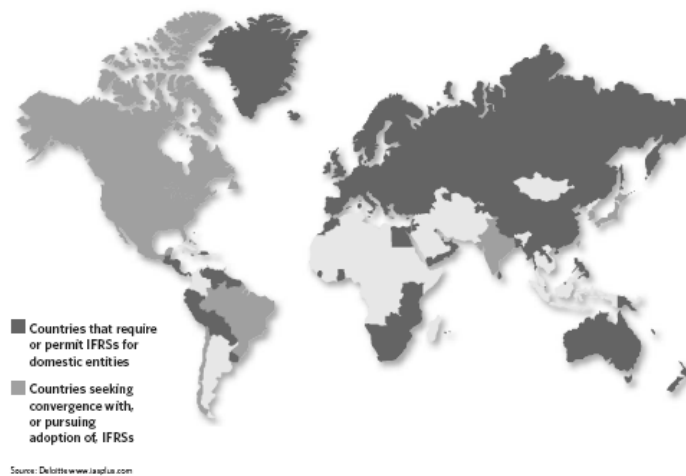 Countries that require
or permit IFRSs for
domestic entities
Countries seeking
convergence with,
or pursuing
adoption of, IFRSs
Source: Deloitte www.iasplus.com